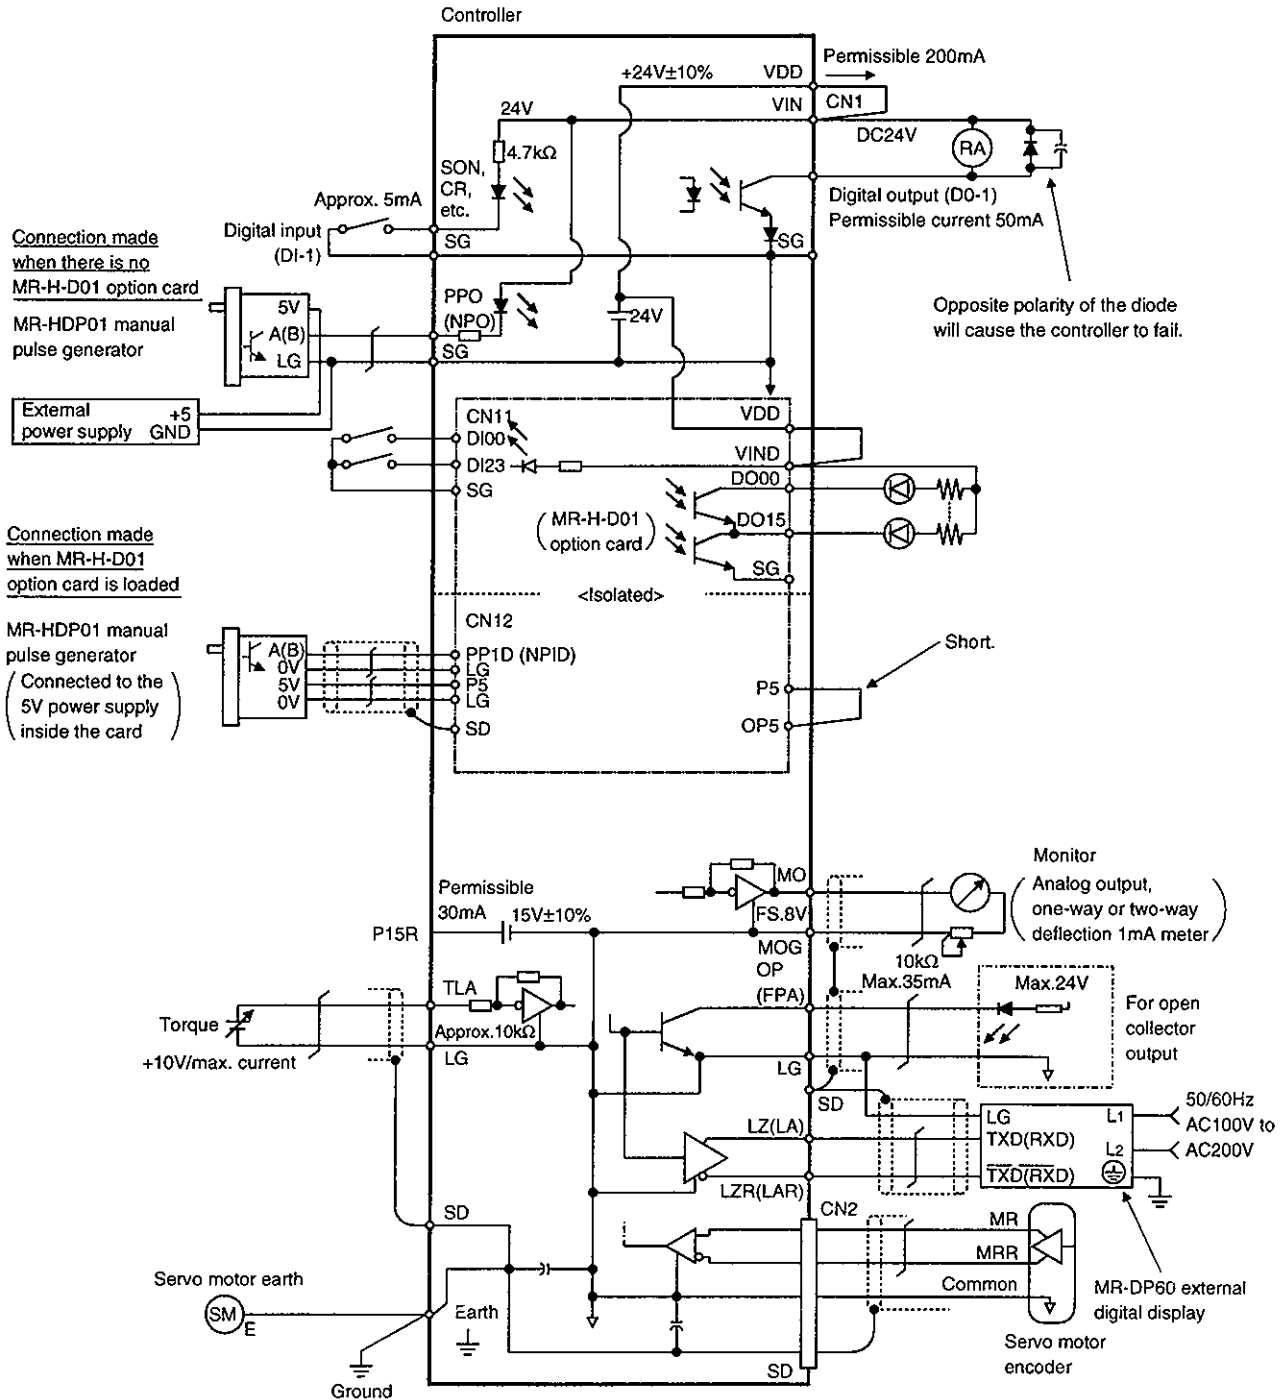 Controller
+24V±10%
VDD
Permissible 200mA
VIN
CN1
24V
DC24V
4.7kΩ
RA
SON,
CR,
etc.
Approx. 5mA
Digital input
(DI-1)
SG
SG
Digital output (D0-1)
Permissible current 50mA
Connection made
when there is no
MR-H-D01 option card
MR-HDP01 manual
pulse generator
5V
A(B)
LG
PPO
(NPO)
SG
24V
Opposite polarity of the diode
will cause the controller to fail.
External
power supply
+5
GND
CN11
DI00
DI23
SG
VDD
VIND
DO00
DO15
SG
(MR-H-D01
option card)
<Isolated>
Connection made
when MR-H-D01
option card is loaded
MR-HDP01 manual
pulse generator
(Connected to the
5V power supply
inside the card)
A(B)
0V
5V
0V
CN12
PP1D (NPID)
LG
P5
LG
SD
P5
OP5
Short.
MO
FS.8V
MOG
OP
(FPA)
Monitor
(Analog output,
one-way or two-way
deflection 1mA meter)
10kΩ
Max.35mA
Permissible
30mA
15V±10%
P15R
TLA
Approx.10kΩ
LG
Torque
+10V/max. current
Max.24V
For open
collector
output
LG
SD
LZ(LA)
LZR(LAR)
LG
TXD(RXD)
TXD(RXD)
L1
L2
50/60Hz
AC100V to
AC200V
SD
CN2
MR
MRR
Common
MR-DP60 external
digital display
Servo motor
encoder
Servo motor earth
SM
E
Earth
Ground
SD